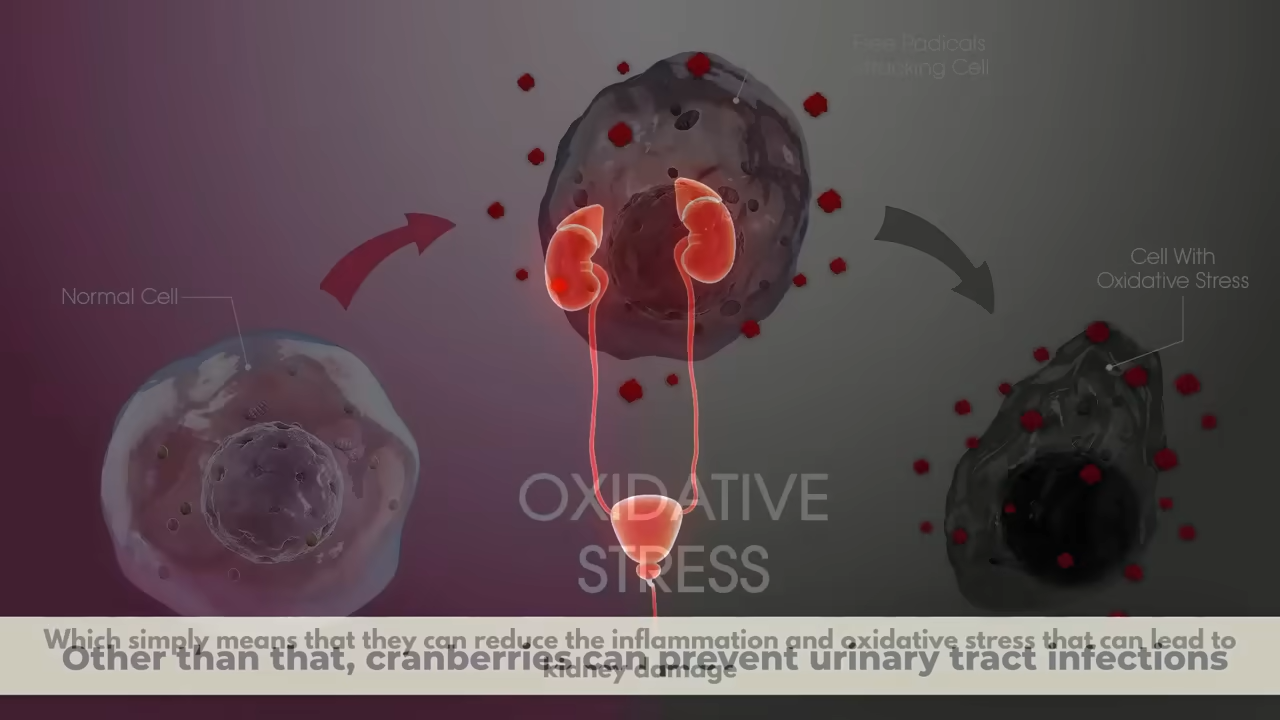 Free Radicals
Attacking Cell
Cell With
Oxidative Stress
Normal Cell
OXIDATIVE
STRESS
Which simply means that they can reduce the inflammation and oxidative stress that can lead to
kidney damage
Other than that, cranberries can prevent urinary tract infections